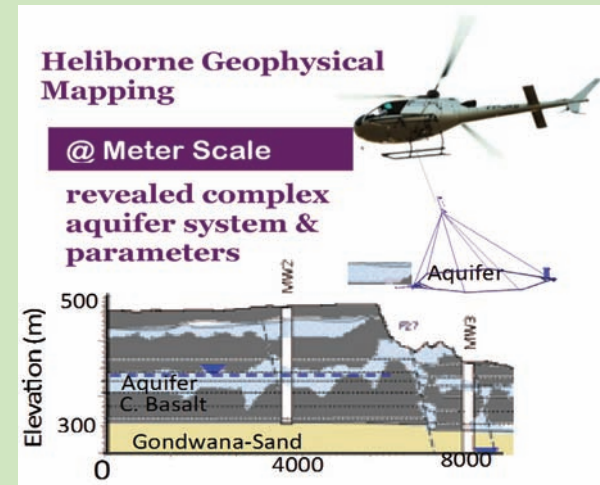 Heliborne Geophysical
Mapping
@ Meter Scale
revealed complex
aquifer system &
parameters
Aquifer
MW2
500
F27
MW3
Elevation (m)
Aquifer
C. Basalt
300
Gondwana-Sand
0
4000
8000